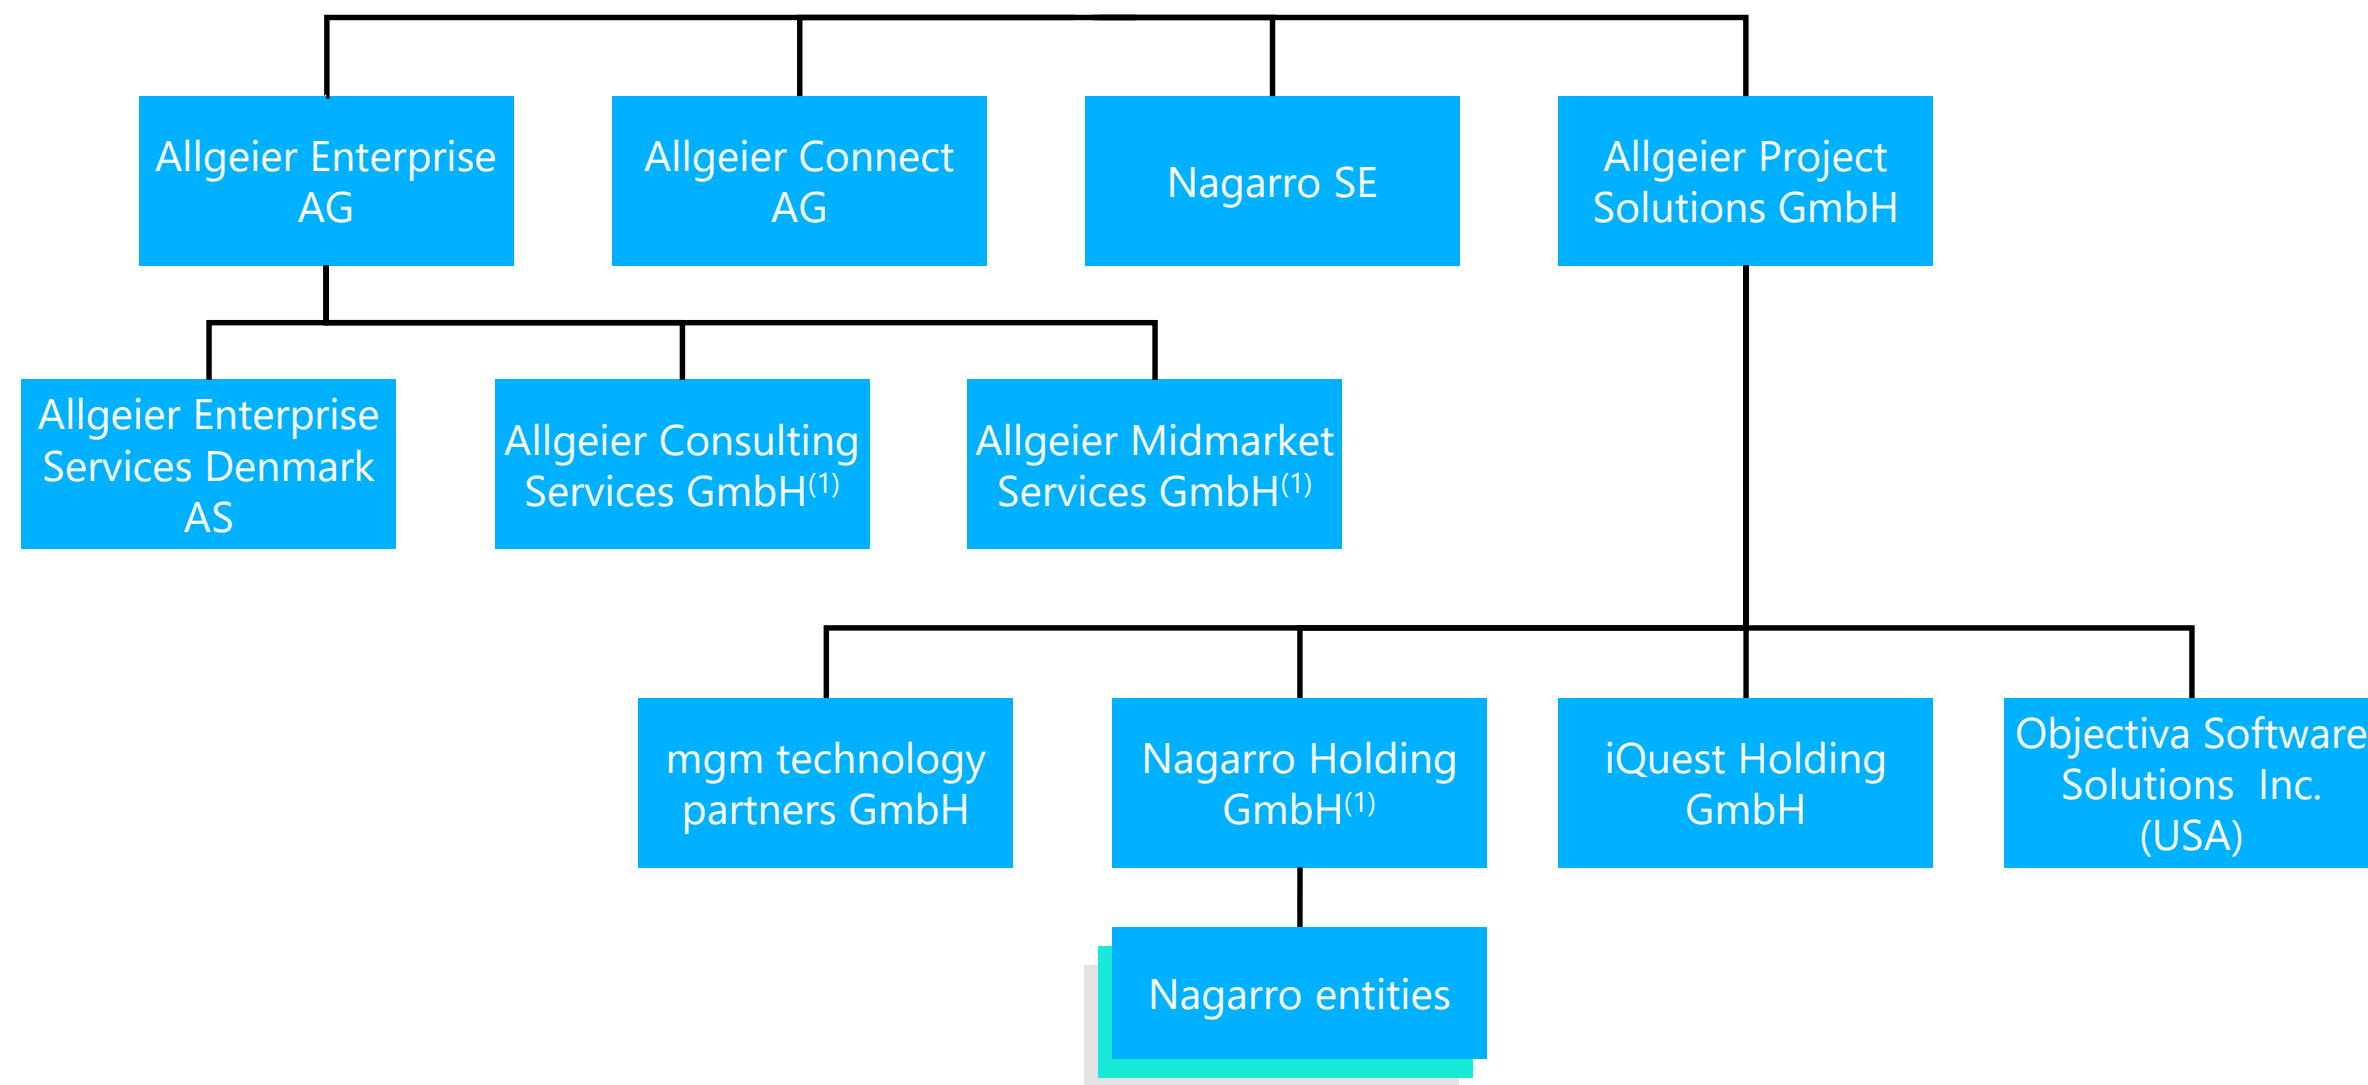 Allgeier Enterprise
AG
Allgeier Connect
AG
Nagarro SE
Allgeier Project
Solutions GmbH
Allgeier Enterprise
Services Denmark
AS
Allgeier Consulting
Services GmbH(1)
Allgeier Midmarket
Services GmbH(1)
mgm technology
partners GmbH
Nagarro Holding
GmbH(1)
iQuest Holding
GmbH
Objectiva Software
Solutions  Inc.
(USA)
Nagarro entities